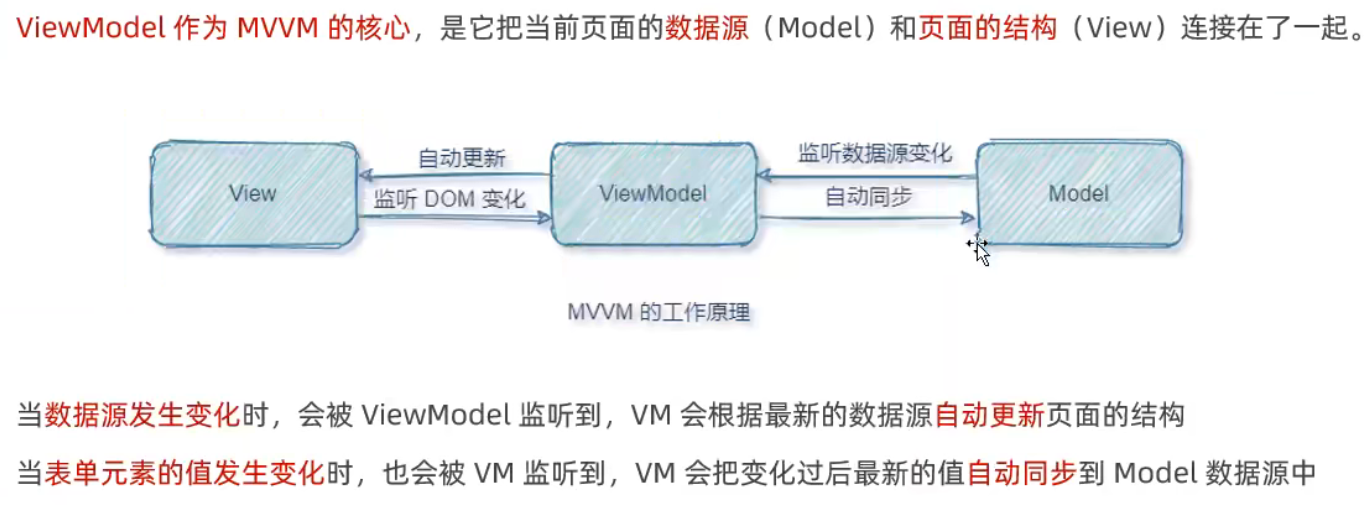 ViewModel 作为 MVVM 的核心，是它把当前页面的数据源（Model）和页面的结构（View）连接在了一起。
自动更新
监听数据源变化
View
ViewModel
Model
监听 DOM 变化
自动同步
MVVM 的工作原理
当数据源发生变化时，会被 ViewModel 监听到，VM 会根据最新的数据源自动更新页面的结构
当表单元素的值发生变化时，也会被 VM 监听到，VM 会把变化过后最新的值自动同步到 Model 数据源中